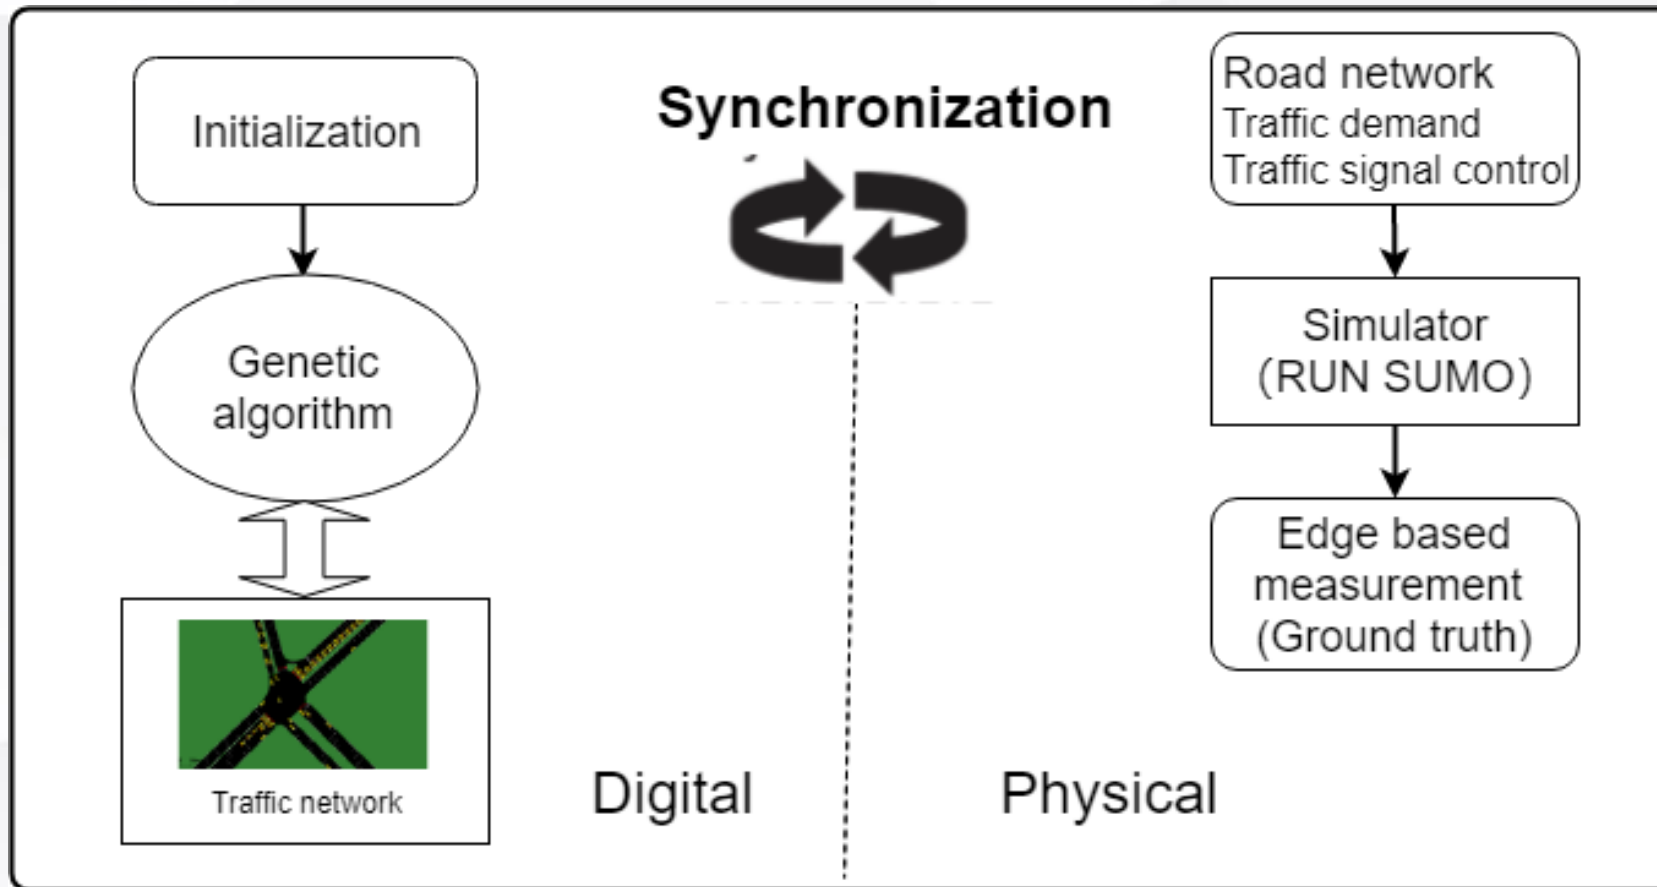 Initialization
Genetic
algorithm
Traffic network
Synchronization
Digital
Physical
Road network
Traffic demand
Traffic signal control
Simulator
(RUN SUMO)
Edge based
measurement
(Ground truth)